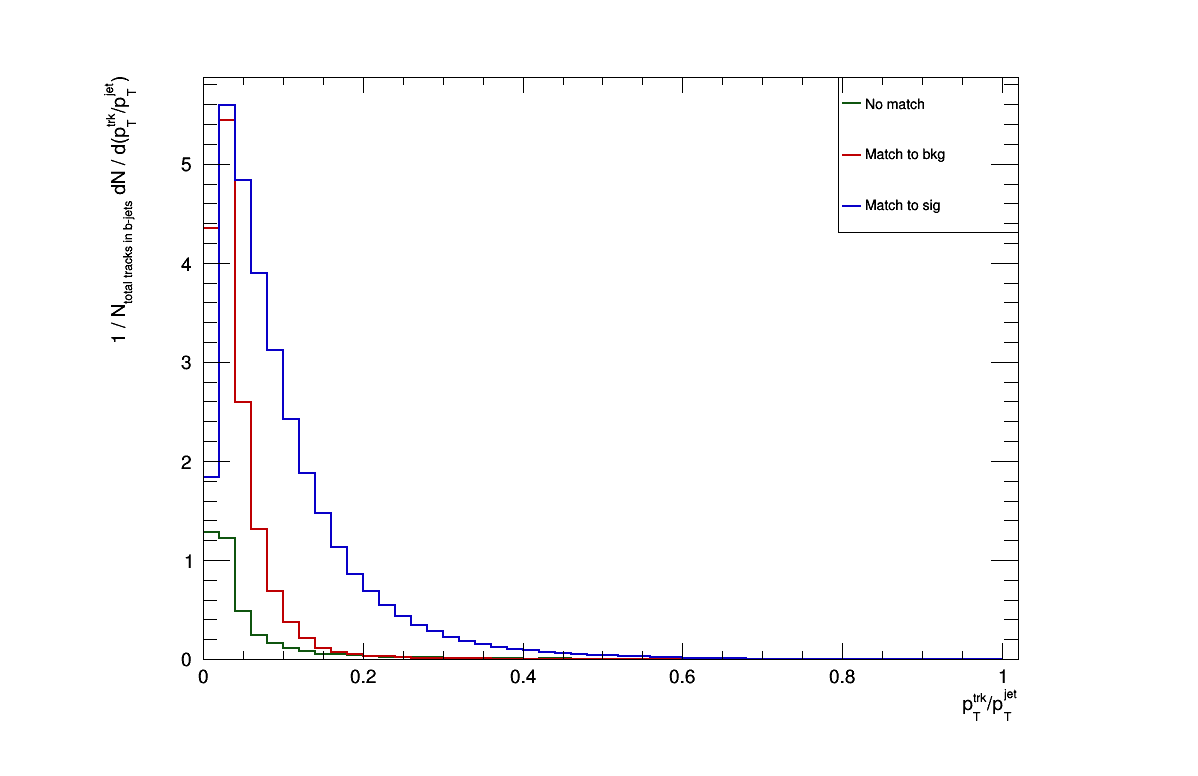 1 / N_total tracks in b-jets dN / d(p_T^trk/p_T^jet)
No match
Match to bkg
Match to sig
5
4
3
2
1
0
0 0.2 0.4 0.6 0.8 1
p_T^trk/p_T^jet